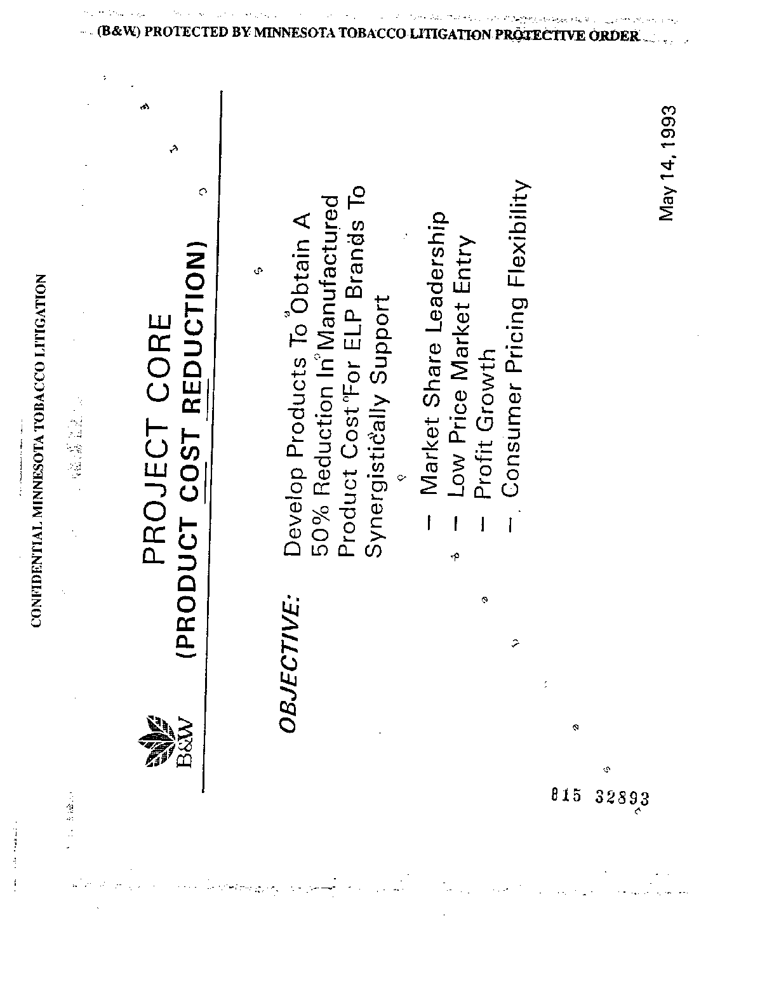 (B&W) PROTECTED BY MINNESOTA TOBACCO LITIGATION PROTECTIVE ORDER
CONFIDENTIAL MINNESOTA TOBACCO LITIGATION
B&W
PROJECT CORE
(PRODUCT COST REDUCTION)
OBJECTIVE: Develop Products To Obtain A
50% Reduction In Manufactured
Product Cost For ELP Brands To
Synergistically Support
– Market Share Leadership
– Low Price Market Entry
– Profit Growth
– Consumer Pricing Flexibility
May 14, 1993
815 32893